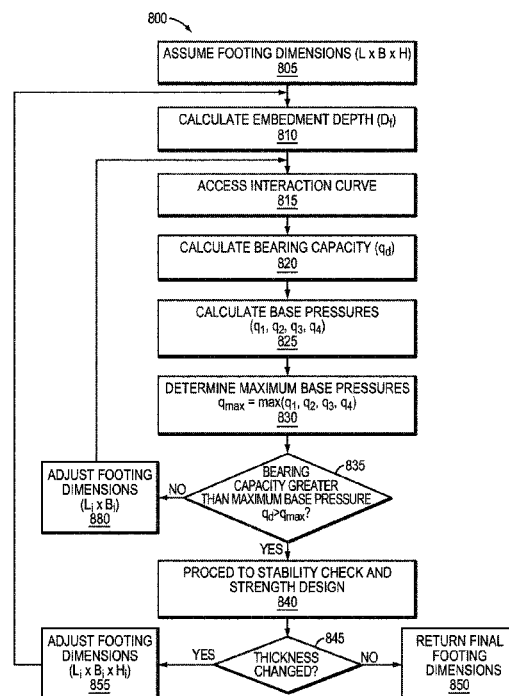 800
ASSUME FOOTING DIMENSIONS (L x B x H)
805
CALCULATE EMBEDMENT DEPTH (Df)
810
ACCESS INTERACTION CURVE
815
CALCULATE BEARING CAPACITY (qd)
820
CALCULATE BASE PRESSURES
(q1, q2, q3, q4)
825
DETERMINE MAXIMUM BASE PRESSURES
qmax = max(q1, q2, q3, q4)
830
835
BEARING
CAPACITY GREATER
THAN MAXIMUM BASE PRESSURE
qd>qmax?
NO
ADJUST FOOTING
DIMENSIONS
(Li x Bi)
880
YES
PROCED TO STABILITY CHECK AND
STRENGTH DESIGN
840
845
THICKNESS
CHANGED?
YES
ADJUST FOOTING
DIMENSIONS
(Li x Bi x Hi)
855
NO
RETURN FINAL
FOOTING
DIMENSIONS
850